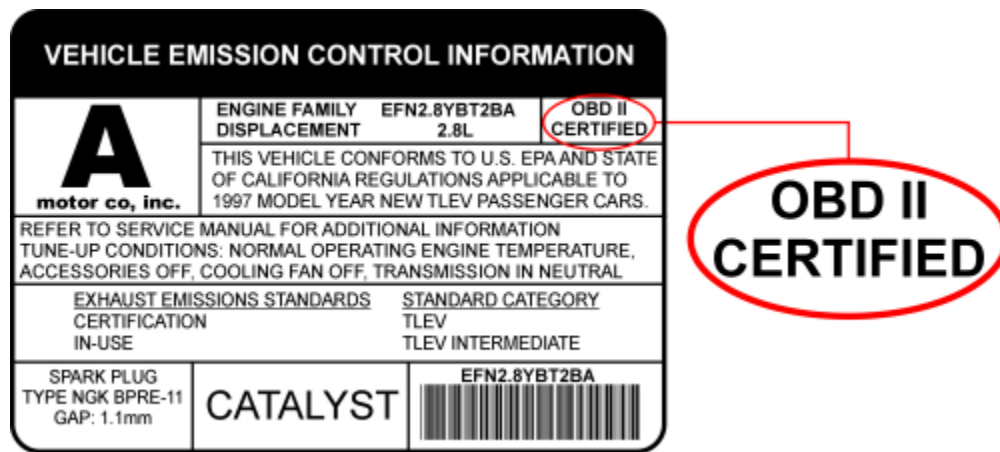 VEHICLE EMISSION CONTROL INFORMATION
A
motor co, inc.
ENGINE FAMILY EFN2.8YBT2BA
DISPLACEMENT 2.8L
OBD II
CERTIFIED
THIS VEHICLE CONFORMS TO U.S. EPA AND STATE
OF CALIFORNIA REGULATIONS APPLICABLE TO
1997 MODEL YEAR NEW TLEV PASSENGER CARS.
REFER TO SERVICE MANUAL FOR ADDITIONAL INFORMATION
TUNE-UP CONDITIONS: NORMAL OPERATING ENGINE TEMPERATURE,
ACCESSORIES OFF, COOLING FAN OFF, TRANSMISSION IN NEUTRAL
EXHAUST EMISSIONS STANDARDS STANDARD CATEGORY
CERTIFICATION TLEV
IN-USE TLEV INTERMEDIATE
SPARK PLUG
TYPE NGK BPRE-11
GAP: 1.1mm
CATALYST
EFN2.8YBT2BA
OBD II
CERTIFIED